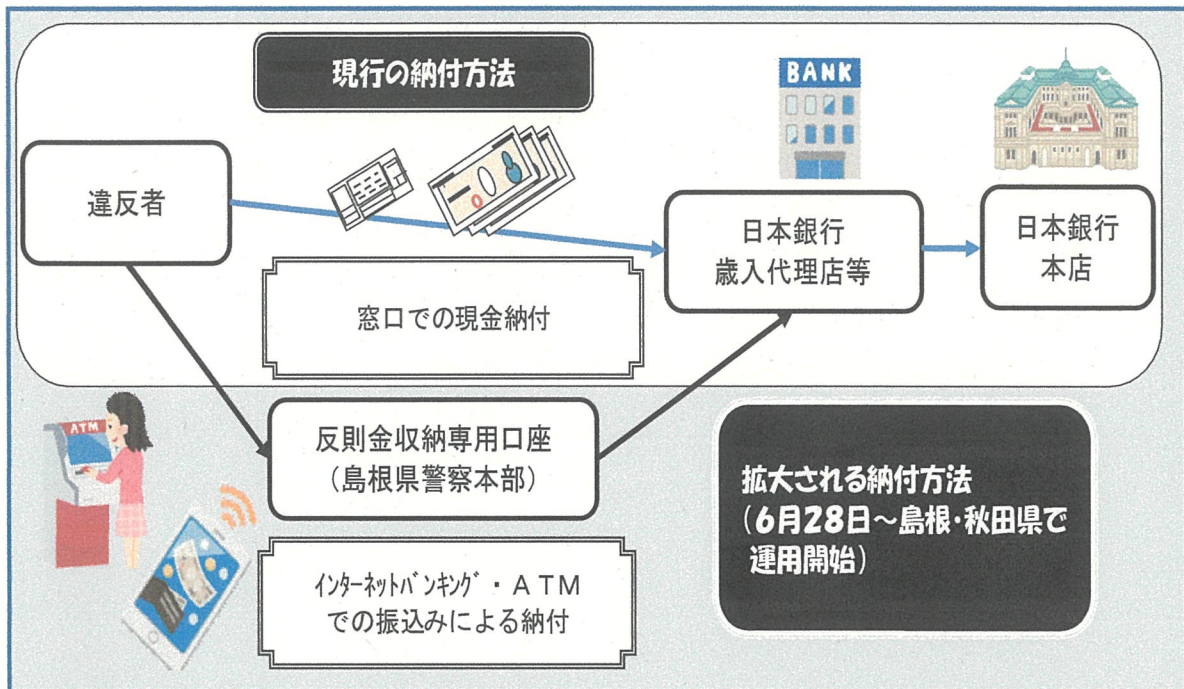 現行の納付方法
BANK
違反者
日本銀行
歳入代理店等
日本銀行
本店
窓口での現金納付
ATM
反則金収納専用口座
(島根県警察本部)
拡大される納付方法
(6月28日～島根・秋田県で
運用開始)
ｲﾝﾀｰﾈｯﾄﾊﾞﾝｷﾝｸﾞ・ＡＴＭ
での振込みによる納付